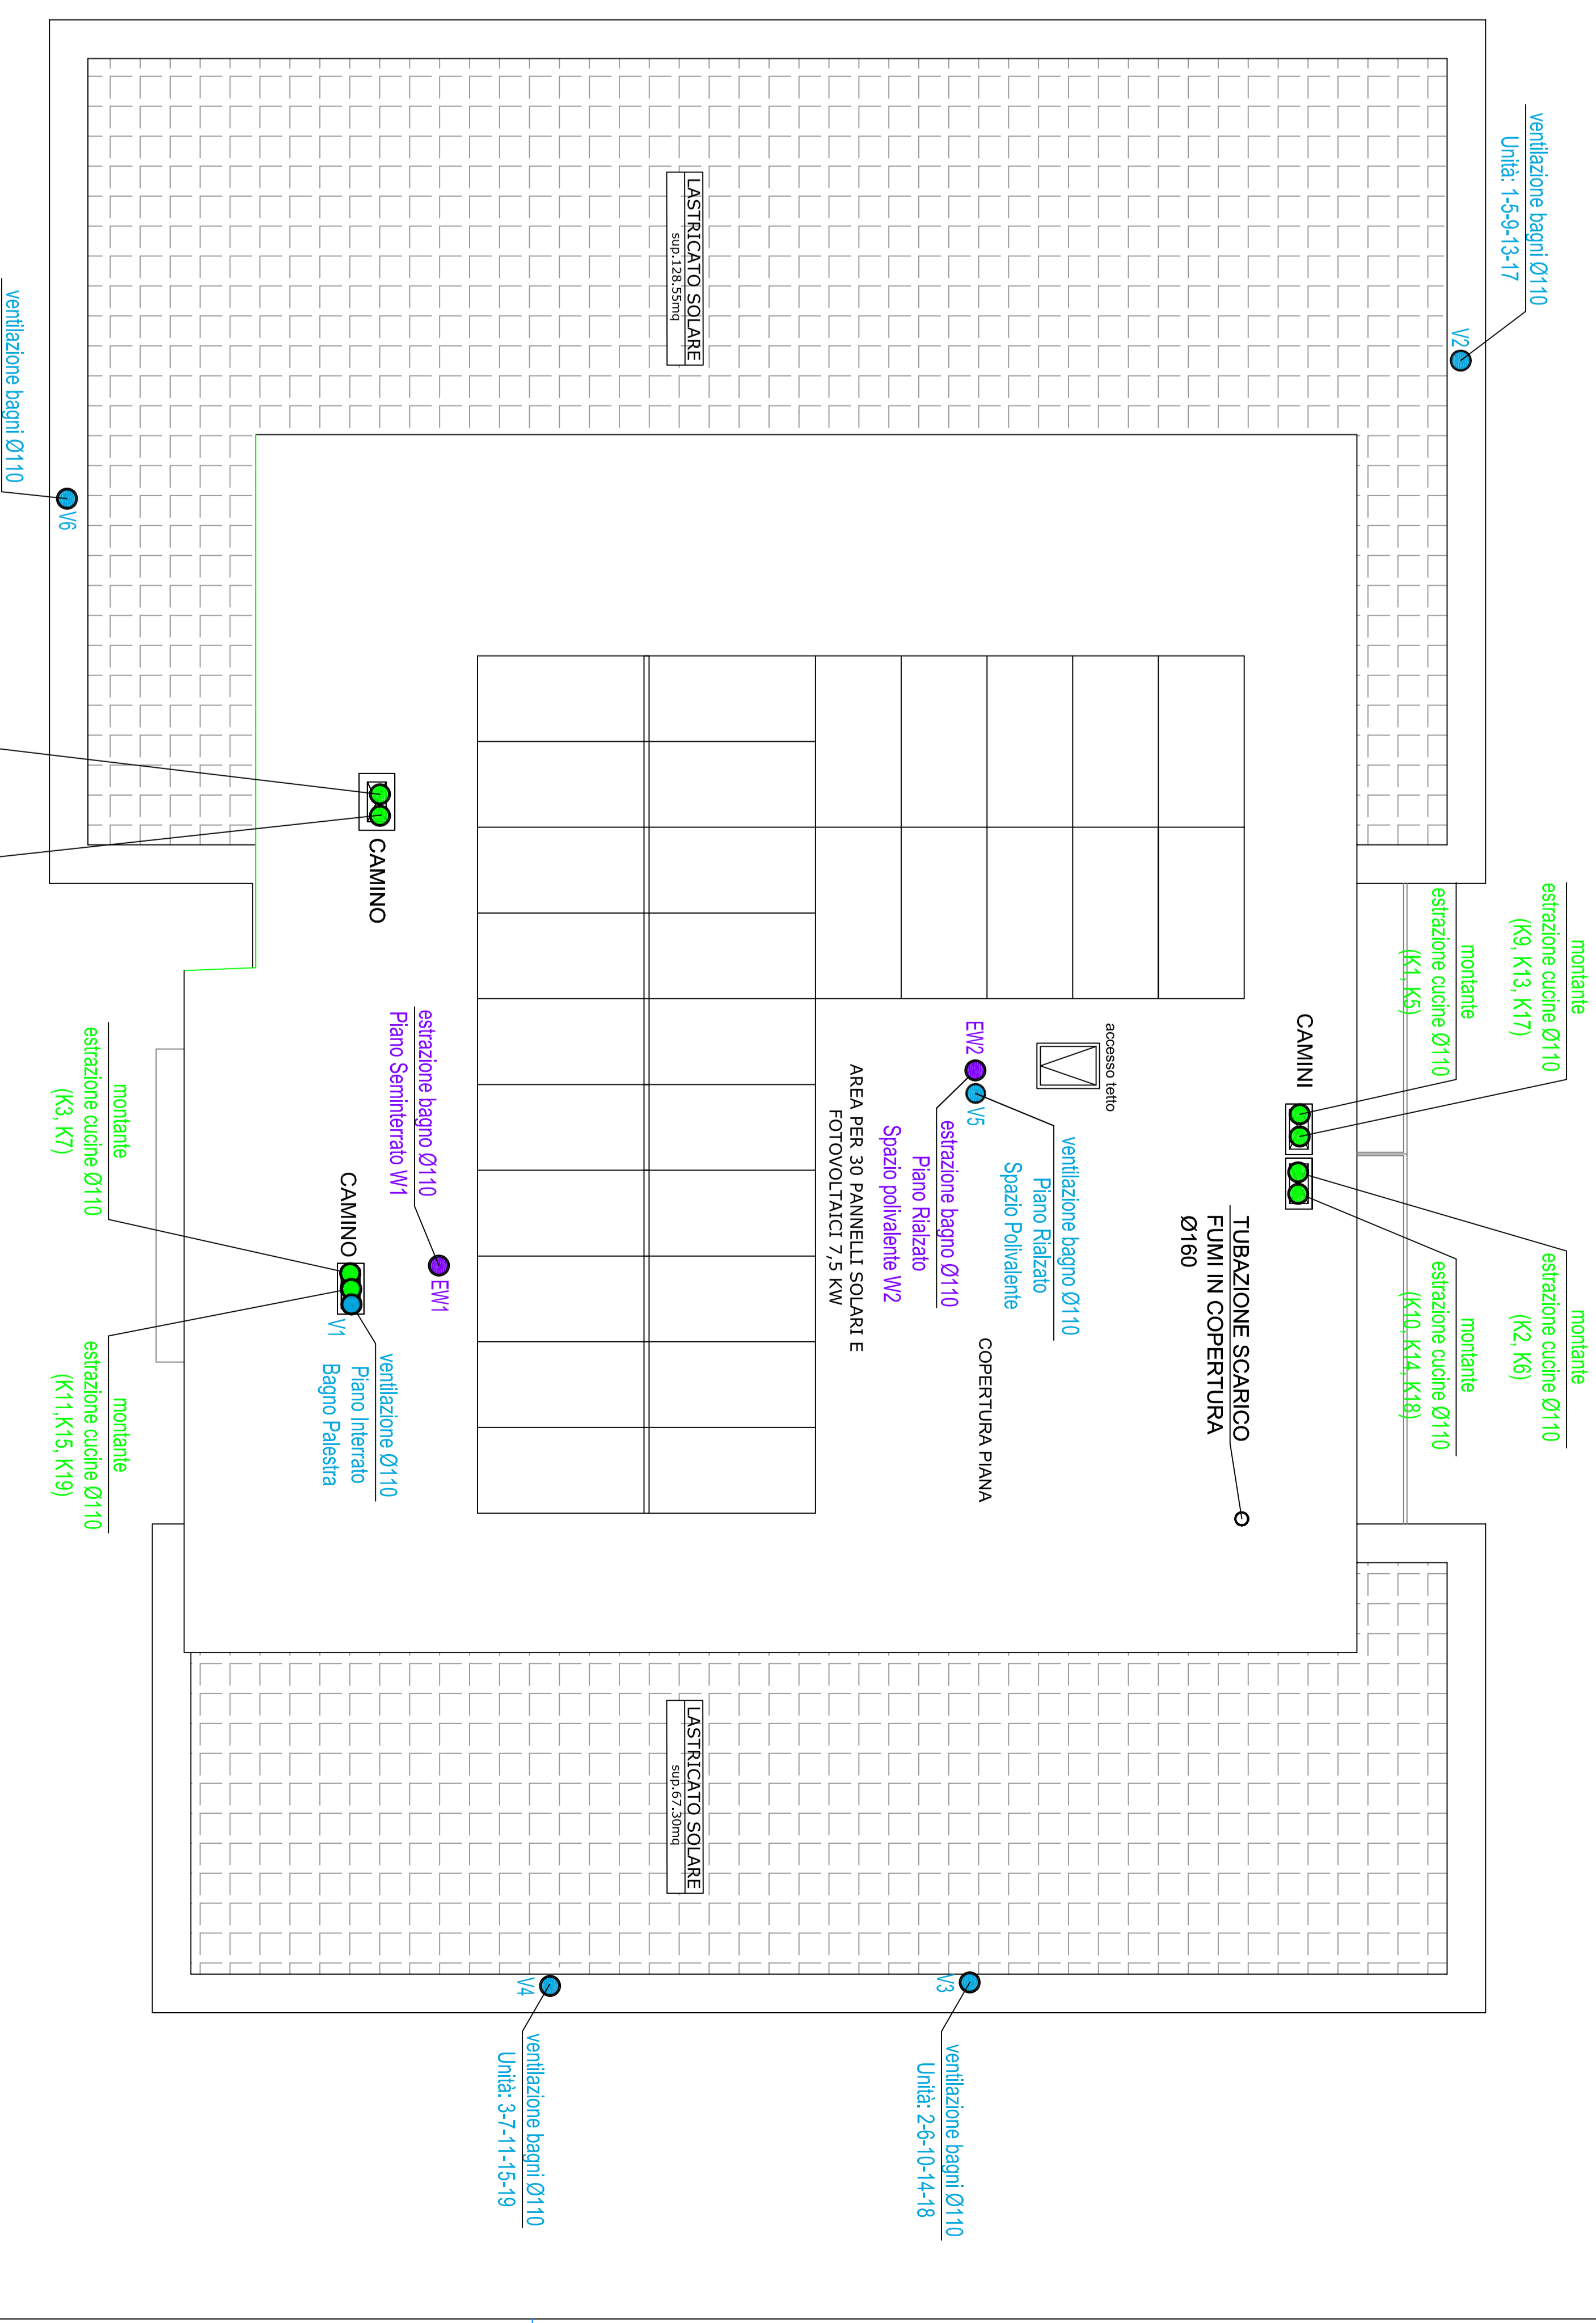 ventilazione bagni Ø110
Unità: 1-5-9-13-17
V2
montante
estrazione cucine Ø110
(K9, K13, K17)
montante
estrazione cucine Ø110
(K1, K5)
montante
estrazione cucine Ø110
(K2, K6)
montante
estrazione cucine Ø110
(K10, K14, K18)
CAMINI
TUBAZIONE SCARICO
FUMI IN COPERTURA
Ø160
accesso tetto
EW2
V5
ventilazione bagno Ø110
Piano Rialzato
Spazio Polivalente
estrazione bagno Ø110
Piano Rialzato
Spazio polivalente W2
COPERTURA PIANA
AREA PER 30 PANNELLI SOLARI E
FOTOVOLTAICI 7,5 KW
LASTRICATO SOLARE
sup.128.55mq
LASTRICATO SOLARE
sup.67.30mq
V3
ventilazione bagni Ø110
Unità: 2-6-10-14-18
V4
ventilazione bagni Ø110
Unità: 3-7-11-15-19
estrazione bagno Ø110
Piano Seminterrato W1
EW1
CAMINO
CAMINO
V1
ventilazione Ø110
Piano Interrato
Bagno Palestra
montante
estrazione cucine Ø110
(K3, K7)
montante
estrazione cucine Ø110
(K11,K15, K19)
V6
ventilazione bagni Ø110